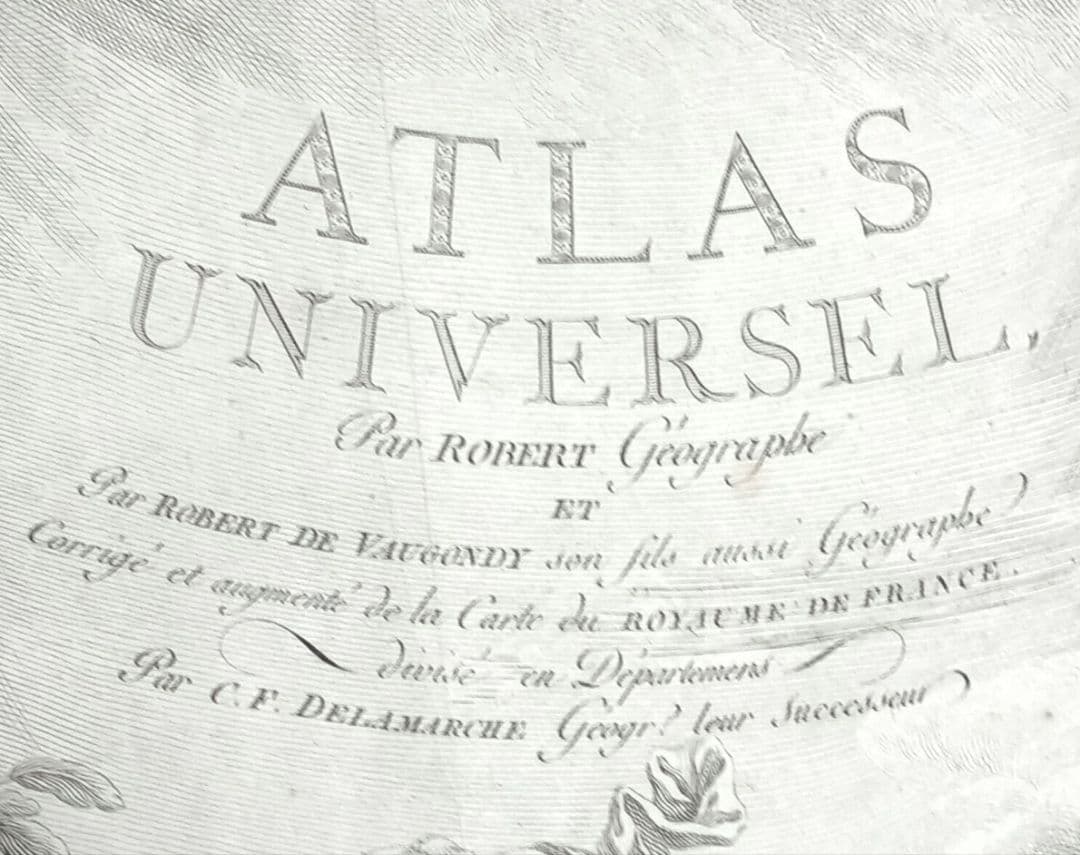 ATLAS
UNIVERSEL,
Par ROBERT Géographe
ET
Par ROBERT DE VAUGONDY son fils aussi Géographe
Corrigé et augmenté de la Carte du ROYAUME DE FRANCE.
divisé en Départemens
Par C. F. DELAMARCHE Géogr? leur Successeur